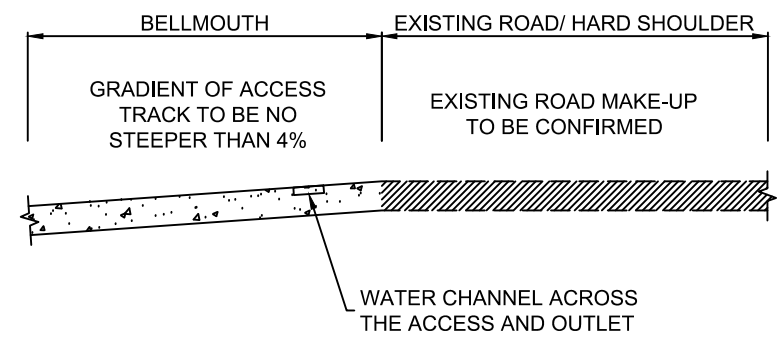 BELLMOUTH
EXISTING ROAD/ HARD SHOULDER
GRADIENT OF ACCESS
TRACK TO BE NO
STEEPER THAN 4%
EXISTING ROAD MAKE-UP
TO BE CONFIRMED
WATER CHANNEL ACROSS
THE ACCESS AND OUTLET